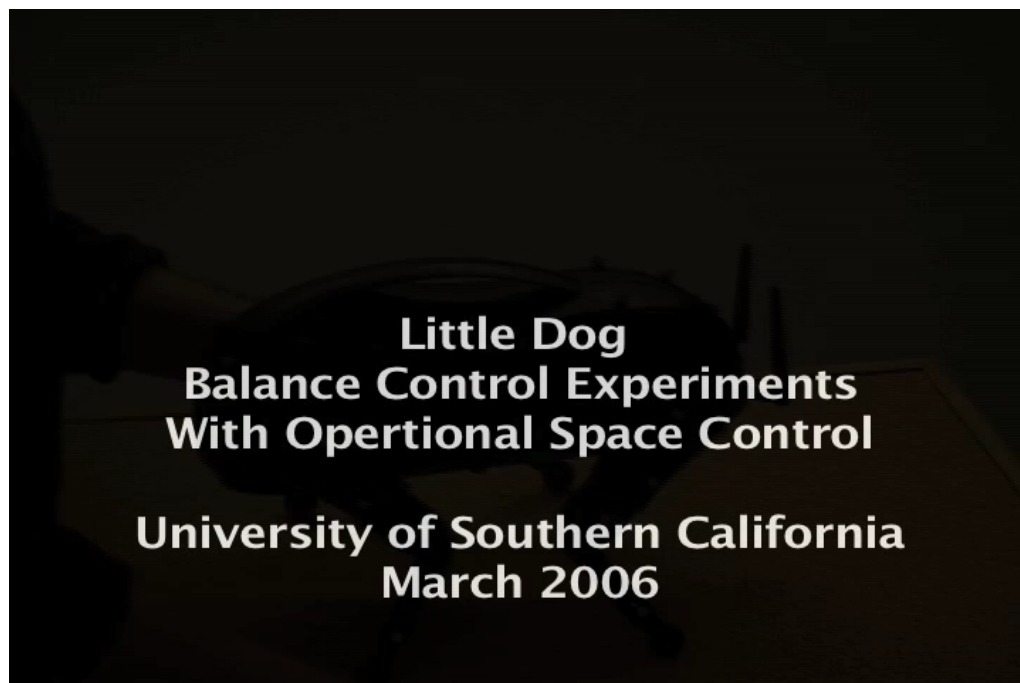 Little Dog
Balance Control Experiments
With Opertional Space Control
University of Southern California
March 2006